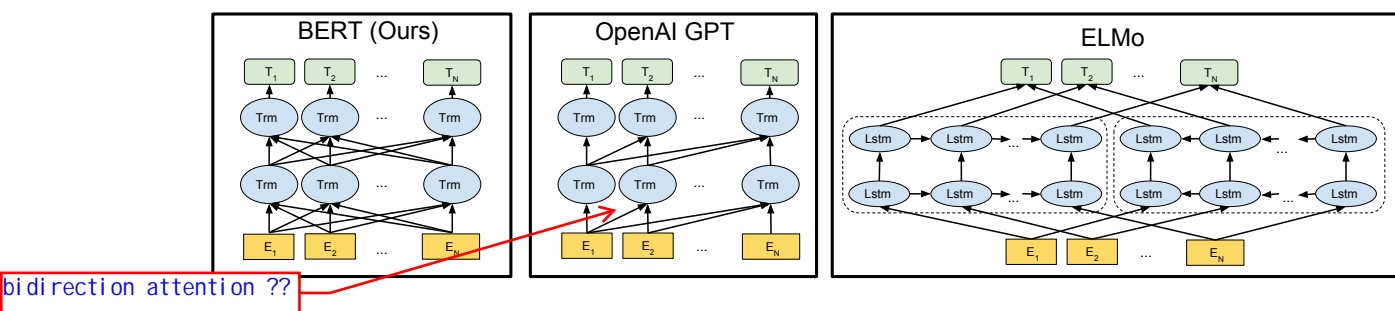 BERT (Ours) OpenAI GPT ELMo
T1 T2 ... TN T1 T2 ... TN T1 T2 ... TN
Trm Trm ... Trm Trm Trm ... Trm
Lstm Lstm ... Lstm Lstm Lstm ... Lstm
Trm Trm ... Trm Trm Trm ... Trm
Lstm Lstm ... Lstm Lstm Lstm ... Lstm
E1 E2 ... EN E1 E2 ... EN E1 E2 ... EN
bidirection attention ??